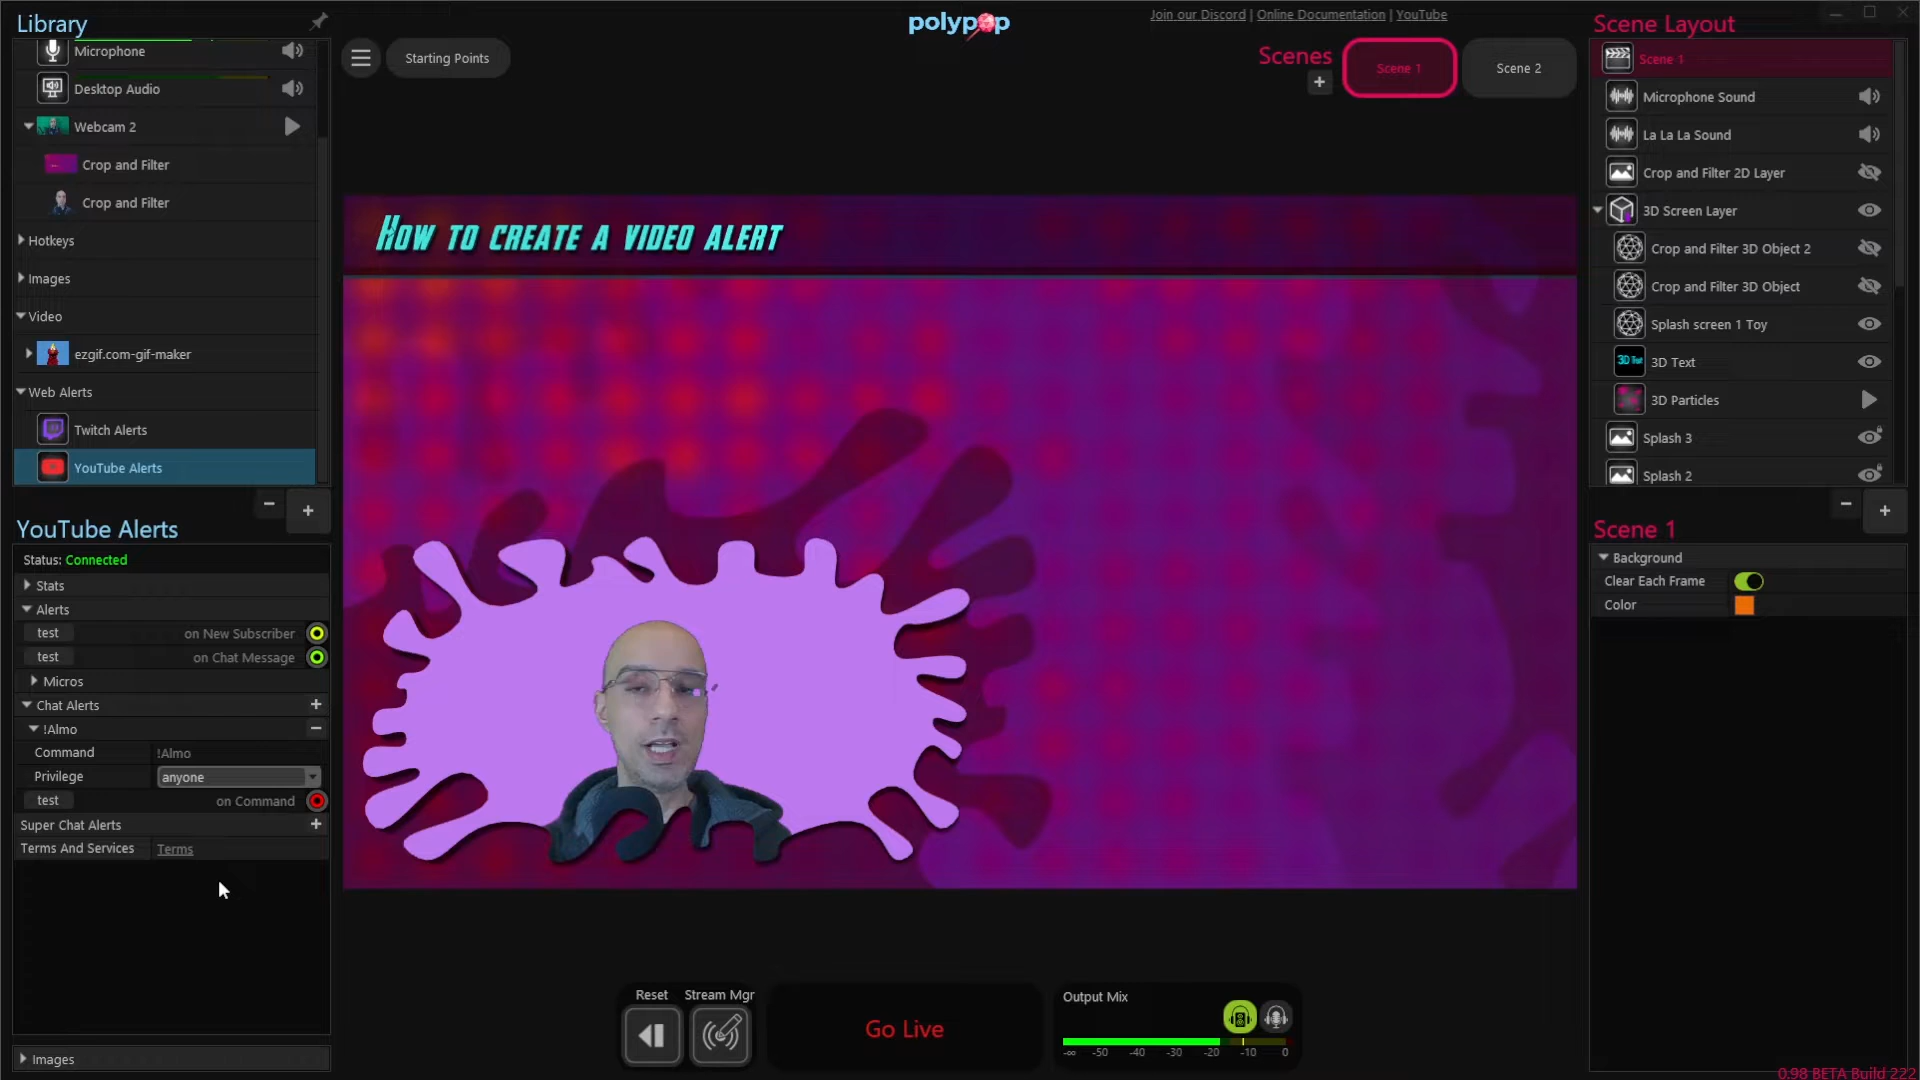 Library
Microphone
Desktop Audio
Webcam 2
Crop and Filter
Crop and Filter
Hotkeys
Images
Video
ezgif.com-gif-maker
Web Alerts
Twitch Alerts
YouTube Alerts
YouTube Alerts
Status: Connected
Stats
Alerts
test on New Subscriber
test on Chat Message
Micros
Chat Alerts
!Almo
Command !Almo
Privilege anyone
test on Command
Super Chat Alerts
Terms And Services Terms
Images
Starting Points
polypop
Join our Discord | Online Documentation | YouTube
Scenes
Scene 1
Scene 2
How to create a video alert
Reset
Stream Mgr
Go Live
Output Mix
-∞ -50 -40 -30 -20 -10 0
Scene Layout
Scene 1
Microphone Sound
La La La Sound
Crop and Filter 2D Layer
3D Screen Layer
Crop and Filter 3D Object 2
Crop and Filter 3D Object
Splash screen 1 Toy
3D Text 3D Text
3D Particles
Splash 3
Splash 2
Scene 1
Background
Clear Each Frame
Color
0.98 BETA Build 222